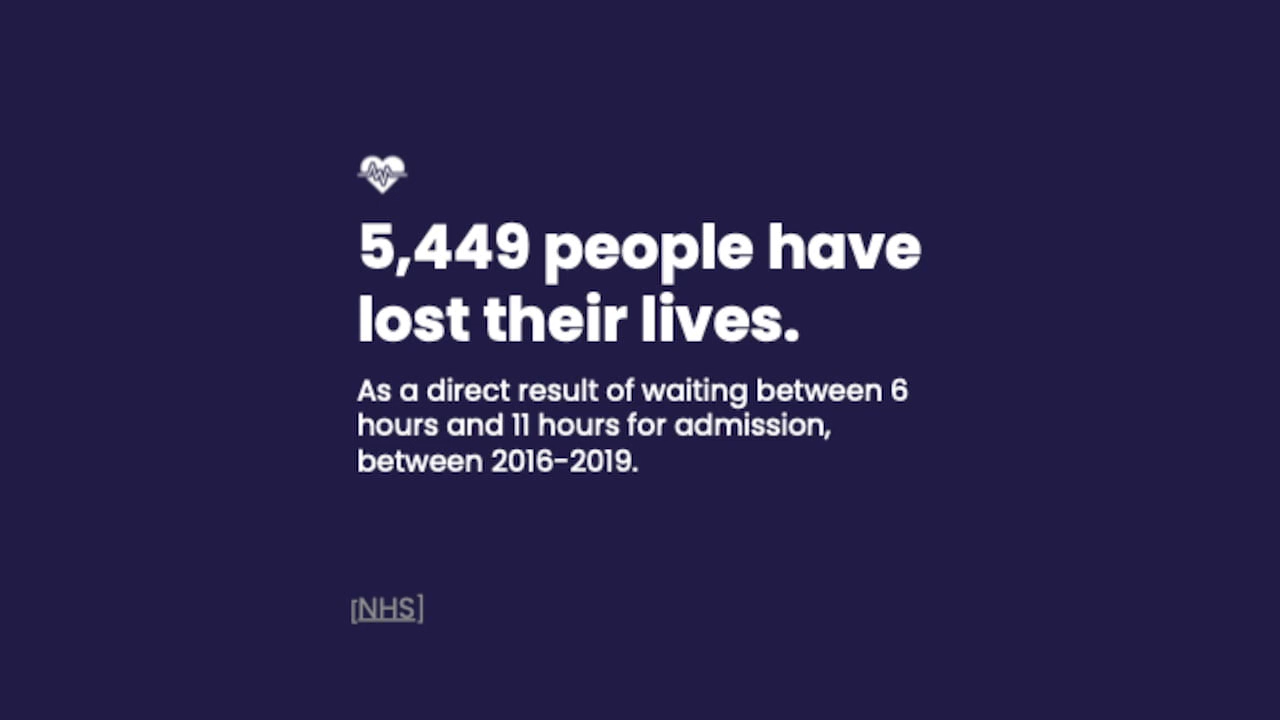 5,449 people have
lost their lives.
As a direct result of waiting between 6
hours and 11 hours for admission,
between 2016-2019.
[NHS]